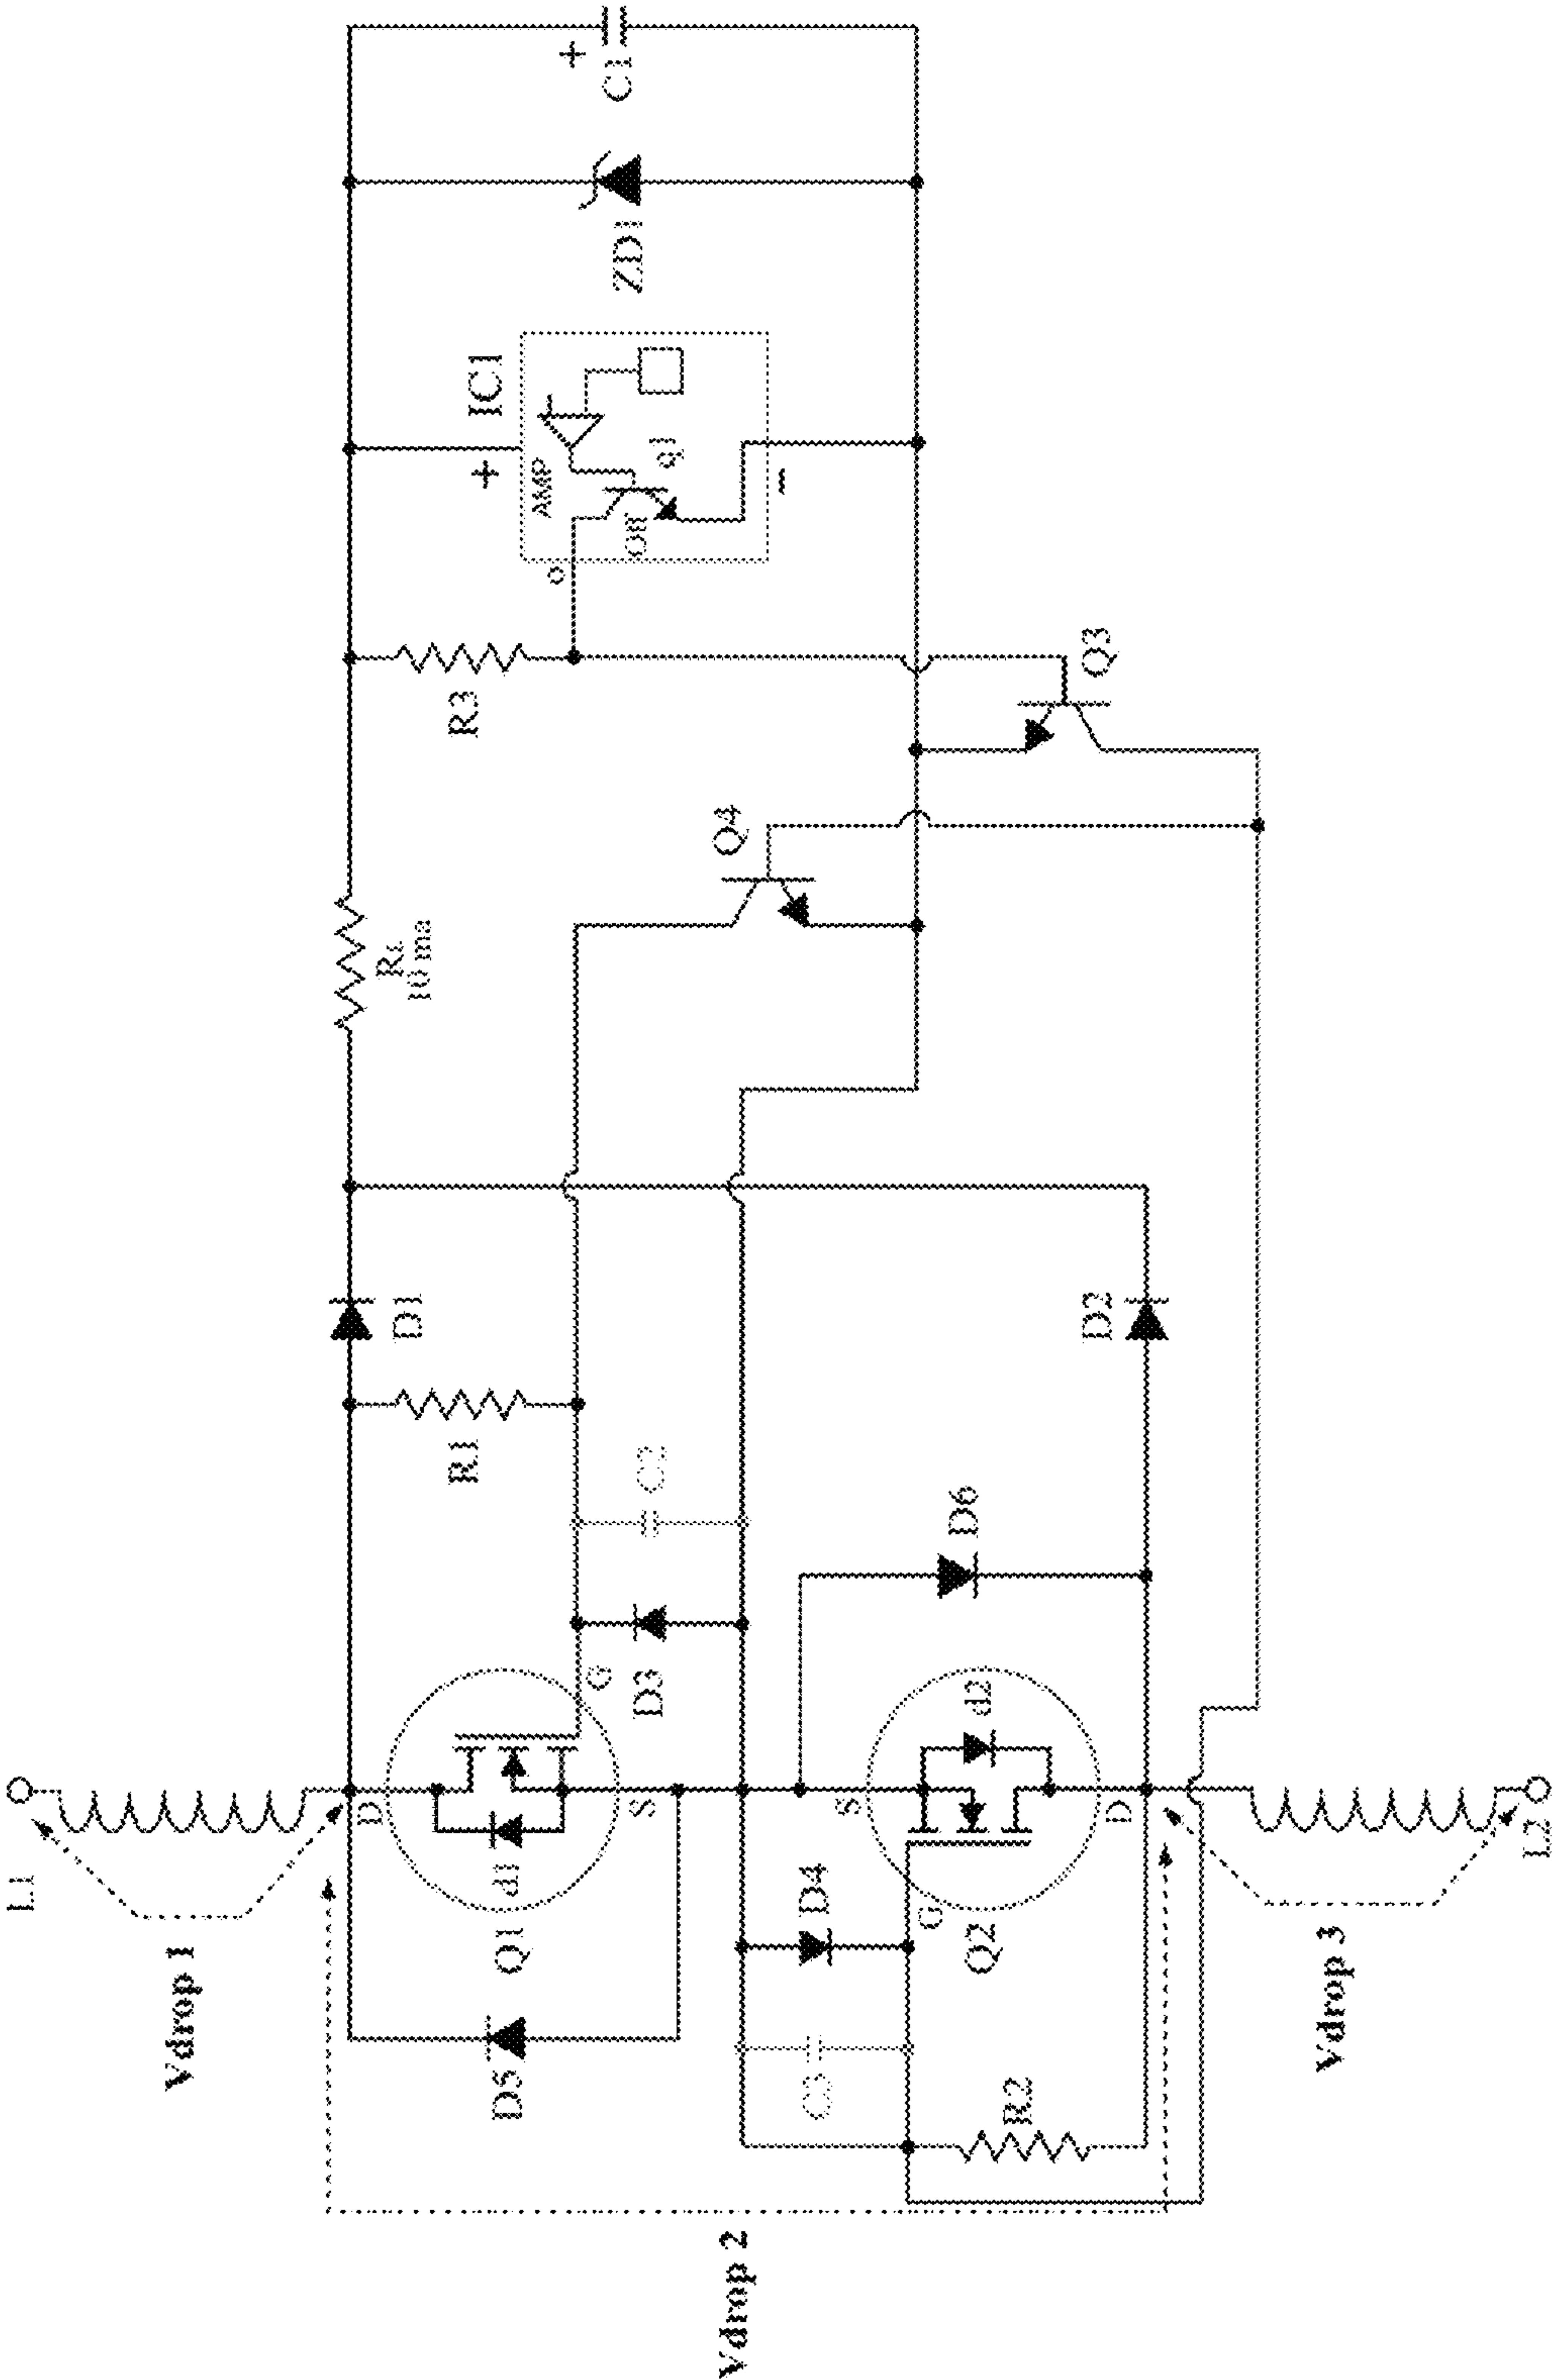 L1
Vdrop 1
Vdrop 2
Vdrop 3
L2
D5
Q1
d1
D
S
G
D3
C2
R1
D1
10 ma
Q4
R3
o
Off
AMP
q1
IC1
+
-
ZD1
C1
+
Q3
D2
D6
d2
S
D
G
Q2
D4
C3
R2